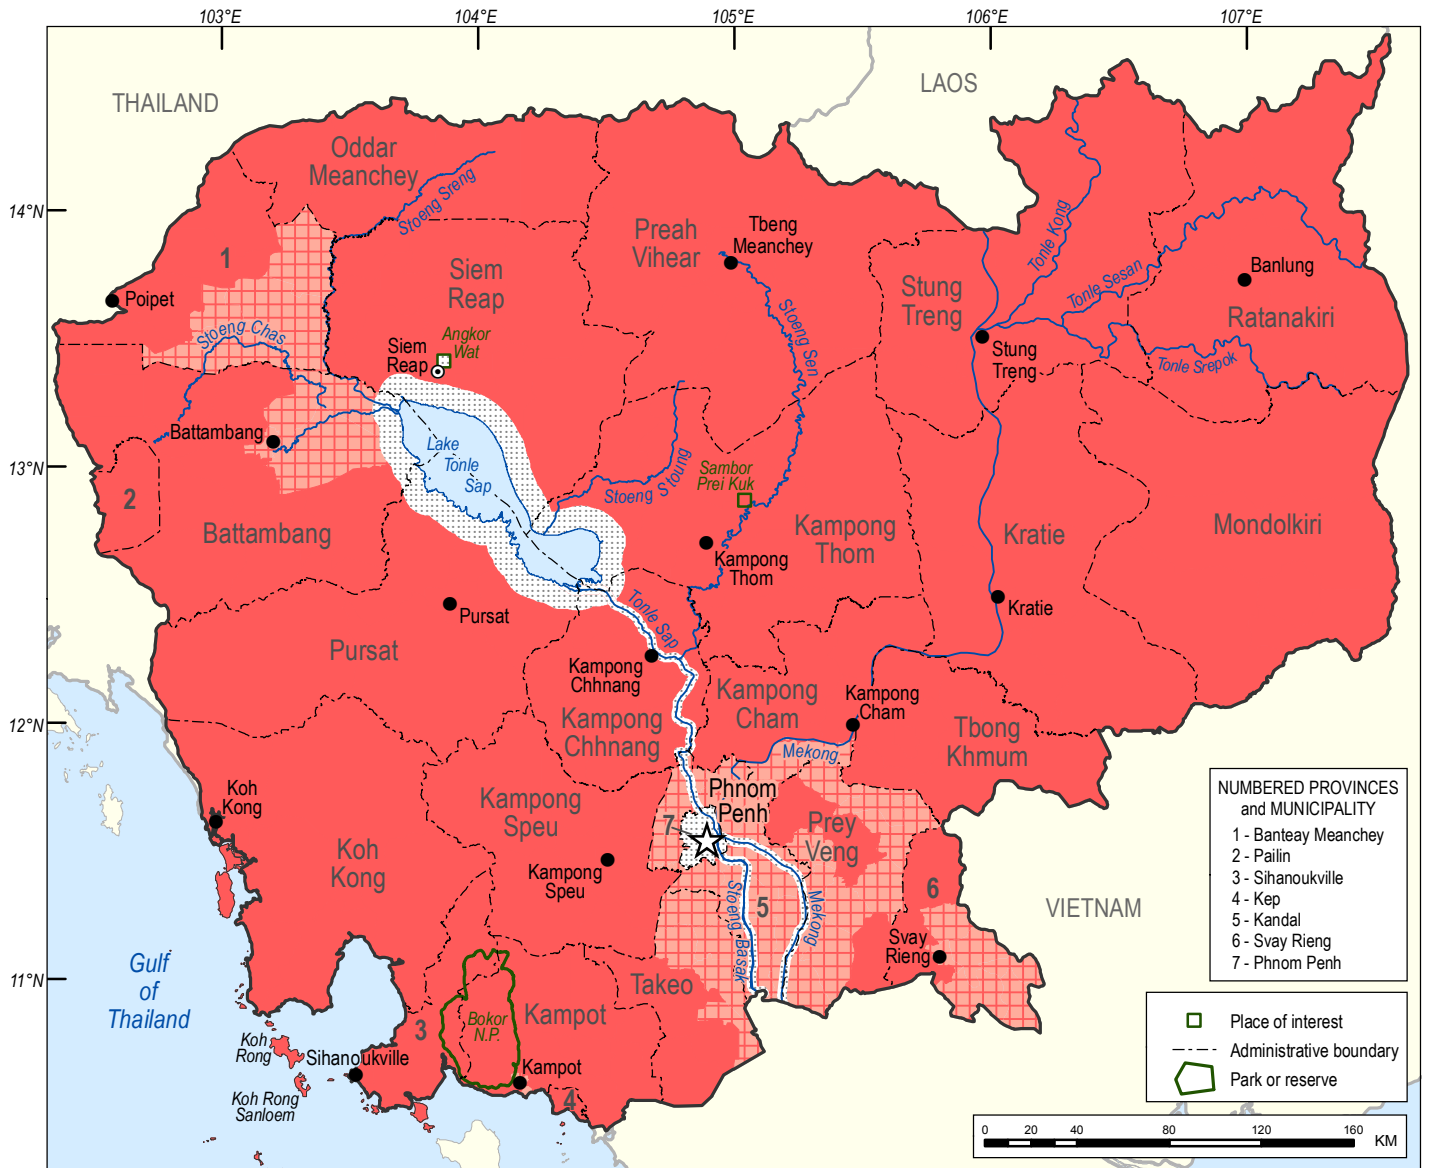 103°E
104°E
105°E
106°E
107°E
14°N
13°N
12°N
11°N
THAILAND
LAOS
VIETNAM
Oddar
Meanchey
Stoeng Sreng
1
Poipet
Stoeng Chas
Siem
Reap
Angkor
Wat
Siem
Reap
Preah
Vihear
Tbeng
Meanchey
Stoeng Sen
Stung
Treng
Tonle Kong
Tonle Sesan
Banlung
Ratanakiri
Tonle Srepok
Stung
Treng
Battambang
2
Battambang
Lake
Tonle
Sap
Stoeng Stoung
Sambor
Prei Kuk
Kampong
Thom
Kampong
Thom
Kratie
Kratie
Mondolkiri
Pursat
Pursat
Tonle Sap
Kampong
Chhnang
Kampong
Chhnang
Kampong
Cham
Kampong
Cham
Mekong
Tbong
Khmum
Koh
Kong
Koh
Kong
Kampong
Speu
Kampong
Speu
Phnom
Penh
7
Prey
Veng
5
Stoeng Basak
Mekong
6
Svay
Rieng
Takeo
Kampot
Bokor
N.P.
3
Kampot
4
Sihanoukville
Koh
Rong
Koh Rong
Sanloem
Gulf
of
Thailand
NUMBERED PROVINCES
and MUNICIPALITY
1 - Banteay Meanchey
2 - Pailin
3 - Sihanoukville
4 - Kep
5 - Kandal
6 - Svay Rieng
7 - Phnom Penh
Place of interest
Administrative boundary
Park or reserve
0 20 40 80 120 160
KM